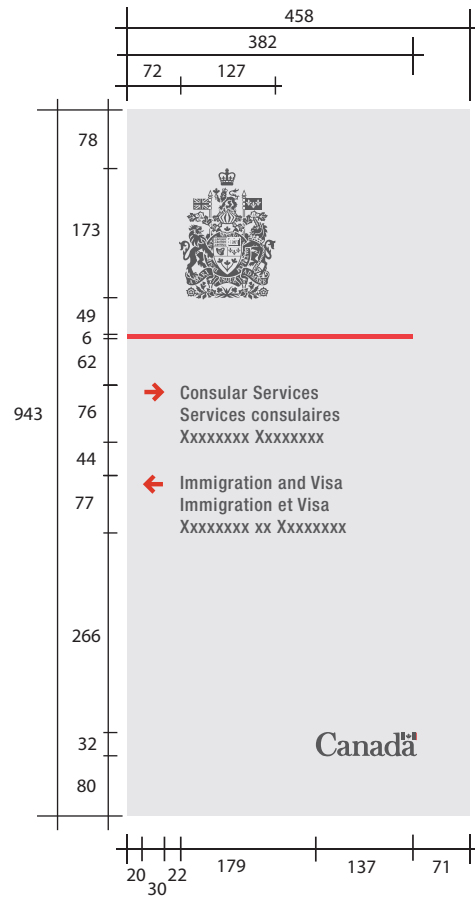 458
382
72 127
78
173
49
6
62
943
76
44
77
266
32
80
Consular Services
Services consulaires
Xxxxxxxx Xxxxxxxx
Immigration and Visa
Immigration et Visa
Xxxxxxxx xx Xxxxxxxx
Canada
20 30 22 179 137 71